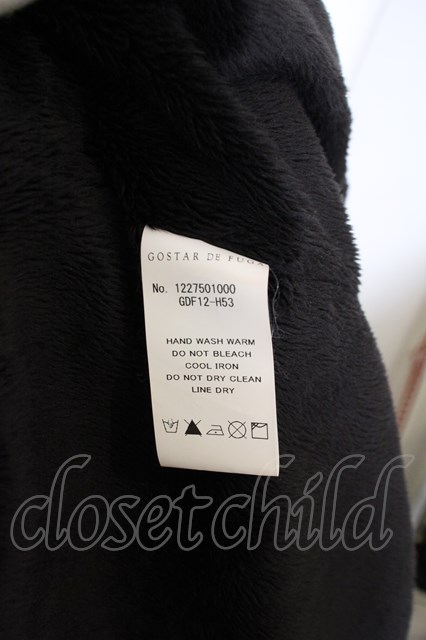 GOSTAR DE FUGA
No. 1227501000
GDF12-H53
HAND WASH WARM
DO NOT BLEACH
COOL IRON
DO NOT DRY CLEAN
LINE DRY
closetchild